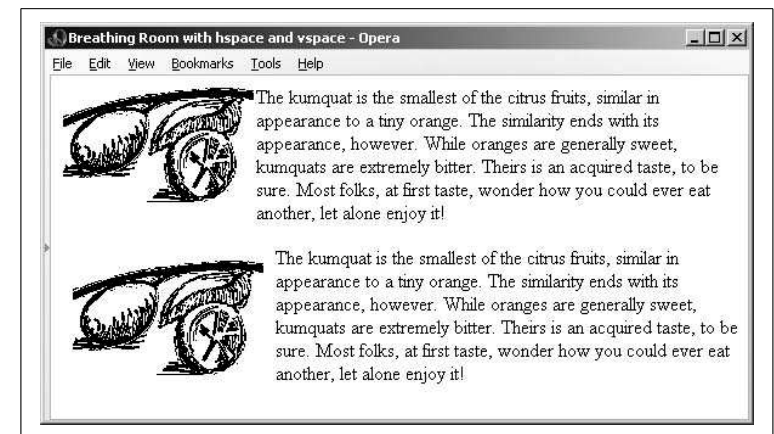 Breathing Room with hspace and vspace - Opera
File Edit View Bookmarks Tools Help
The kumquat is the smallest of the citrus fruits, similar in
appearance to a tiny orange. The similarity ends with its
appearance, however. While oranges are generally sweet,
kumquats are extremely bitter. Theirs is an acquired taste, to be
sure. Most folks, at first taste, wonder how you could ever eat
another, let alone enjoy it!
The kumquat is the smallest of the citrus fruits, similar in
appearance to a tiny orange. The similarity ends with its
appearance, however. While oranges are generally sweet,
kumquats are extremely bitter. Theirs is an acquired taste, to be
sure. Most folks, at first taste, wonder how you could ever eat
another, let alone enjoy it!